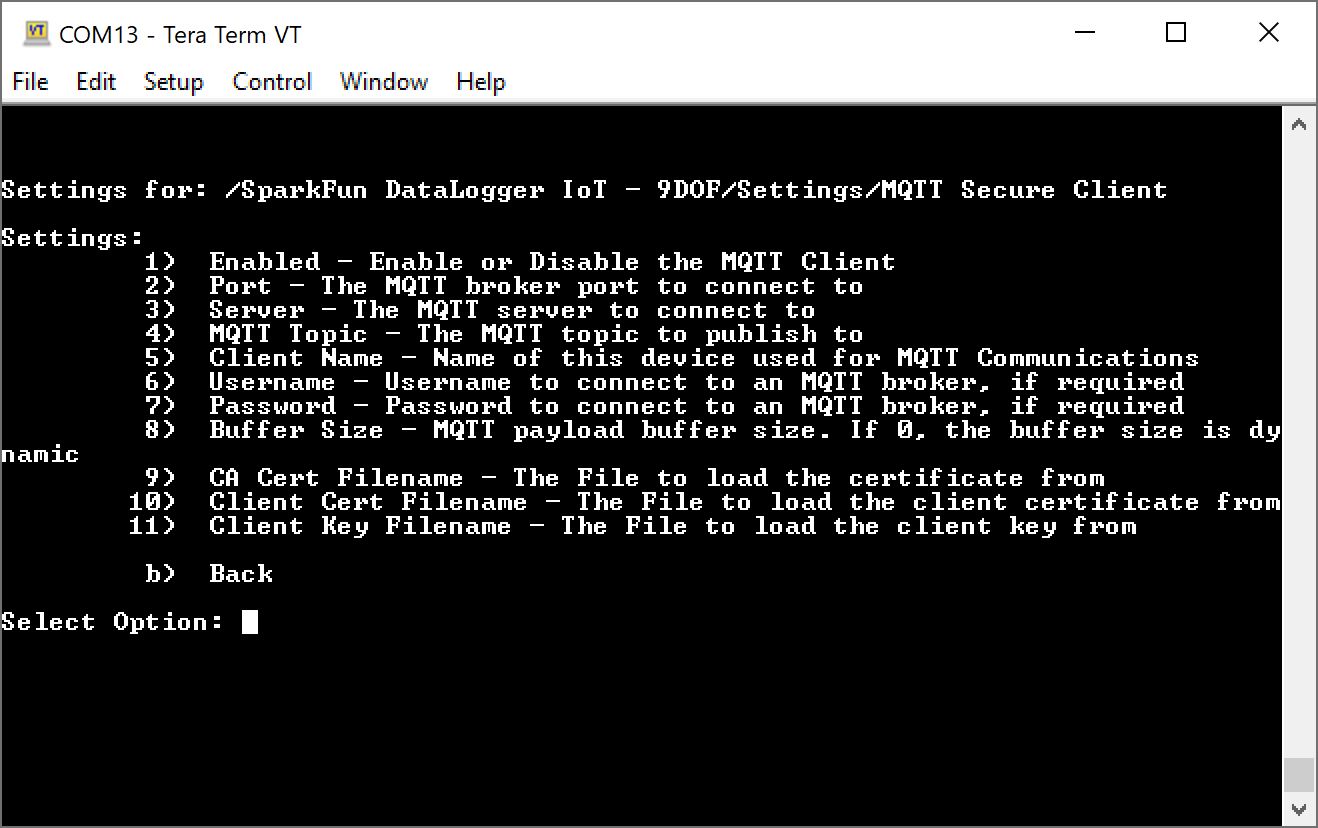 COM13 - Tera Term VT
File Edit Setup Control Window Help
Settings for: /SparkFun DataLogger IoT - 9DOF/Settings/MQTT Secure Client
Settings:
1) Enabled - Enable or Disable the MQTT Client
2) Port - The MQTT broker port to connect to
3) Server - The MQTT server to connect to
4) MQTT Topic - The MQTT topic to publish to
5) Client Name - Name of this device used for MQTT Communications
6) Username - Username to connect to an MQTT broker, if required
7) Password - Password to connect to an MQTT broker, if required
8) Buffer Size - MQTT payload buffer size. If 0, the buffer size is dy
namic
9) CA Cert Filename - The File to load the certificate from
10) Client Cert Filename - The File to load the client certificate from
11) Client Key Filename - The File to load the client key from
b) Back
Select Option: